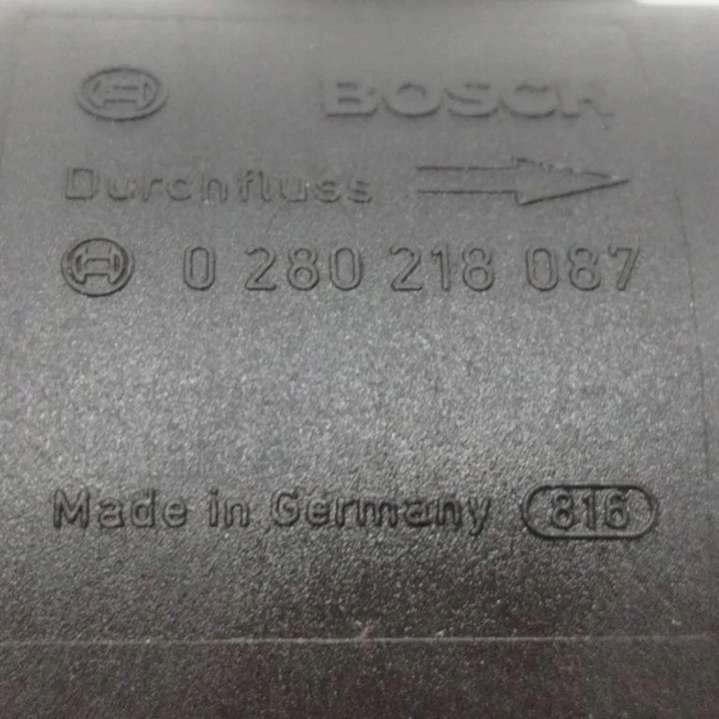 BOSCH
Durchfluss
0 280 218 087
Made in Germany 816